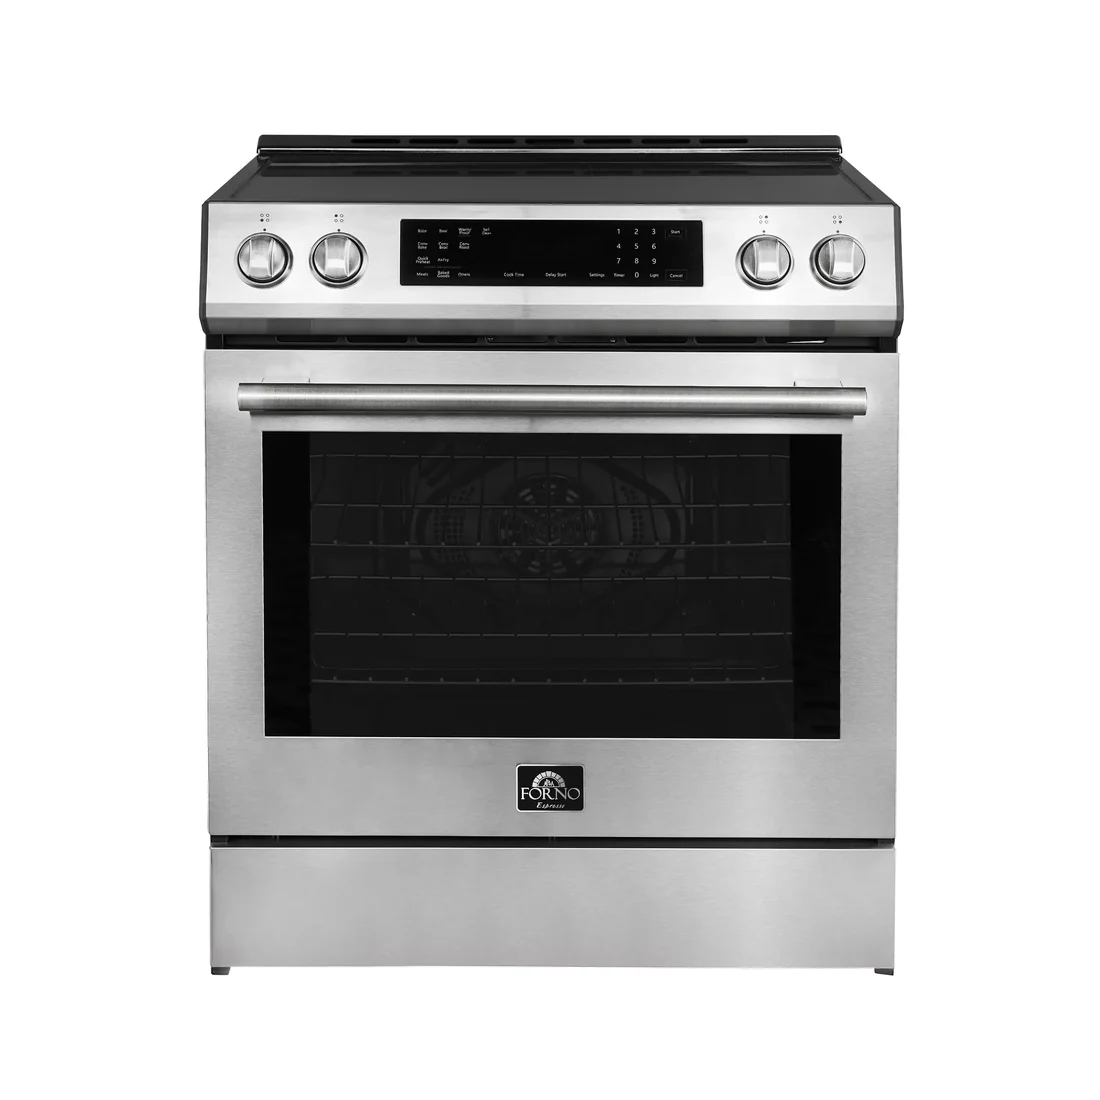 Bake Broil Warm/Proof Self Clean 1 2 3 Start
Conv Bake Conv Broil Conv Roast 4 5 6
Quick Preheat Air Fry 7 8 9
Meats Baked Goods Others Cook Time Delay Start Settings Timer 0 Light Cancel
FORNO
Espresso